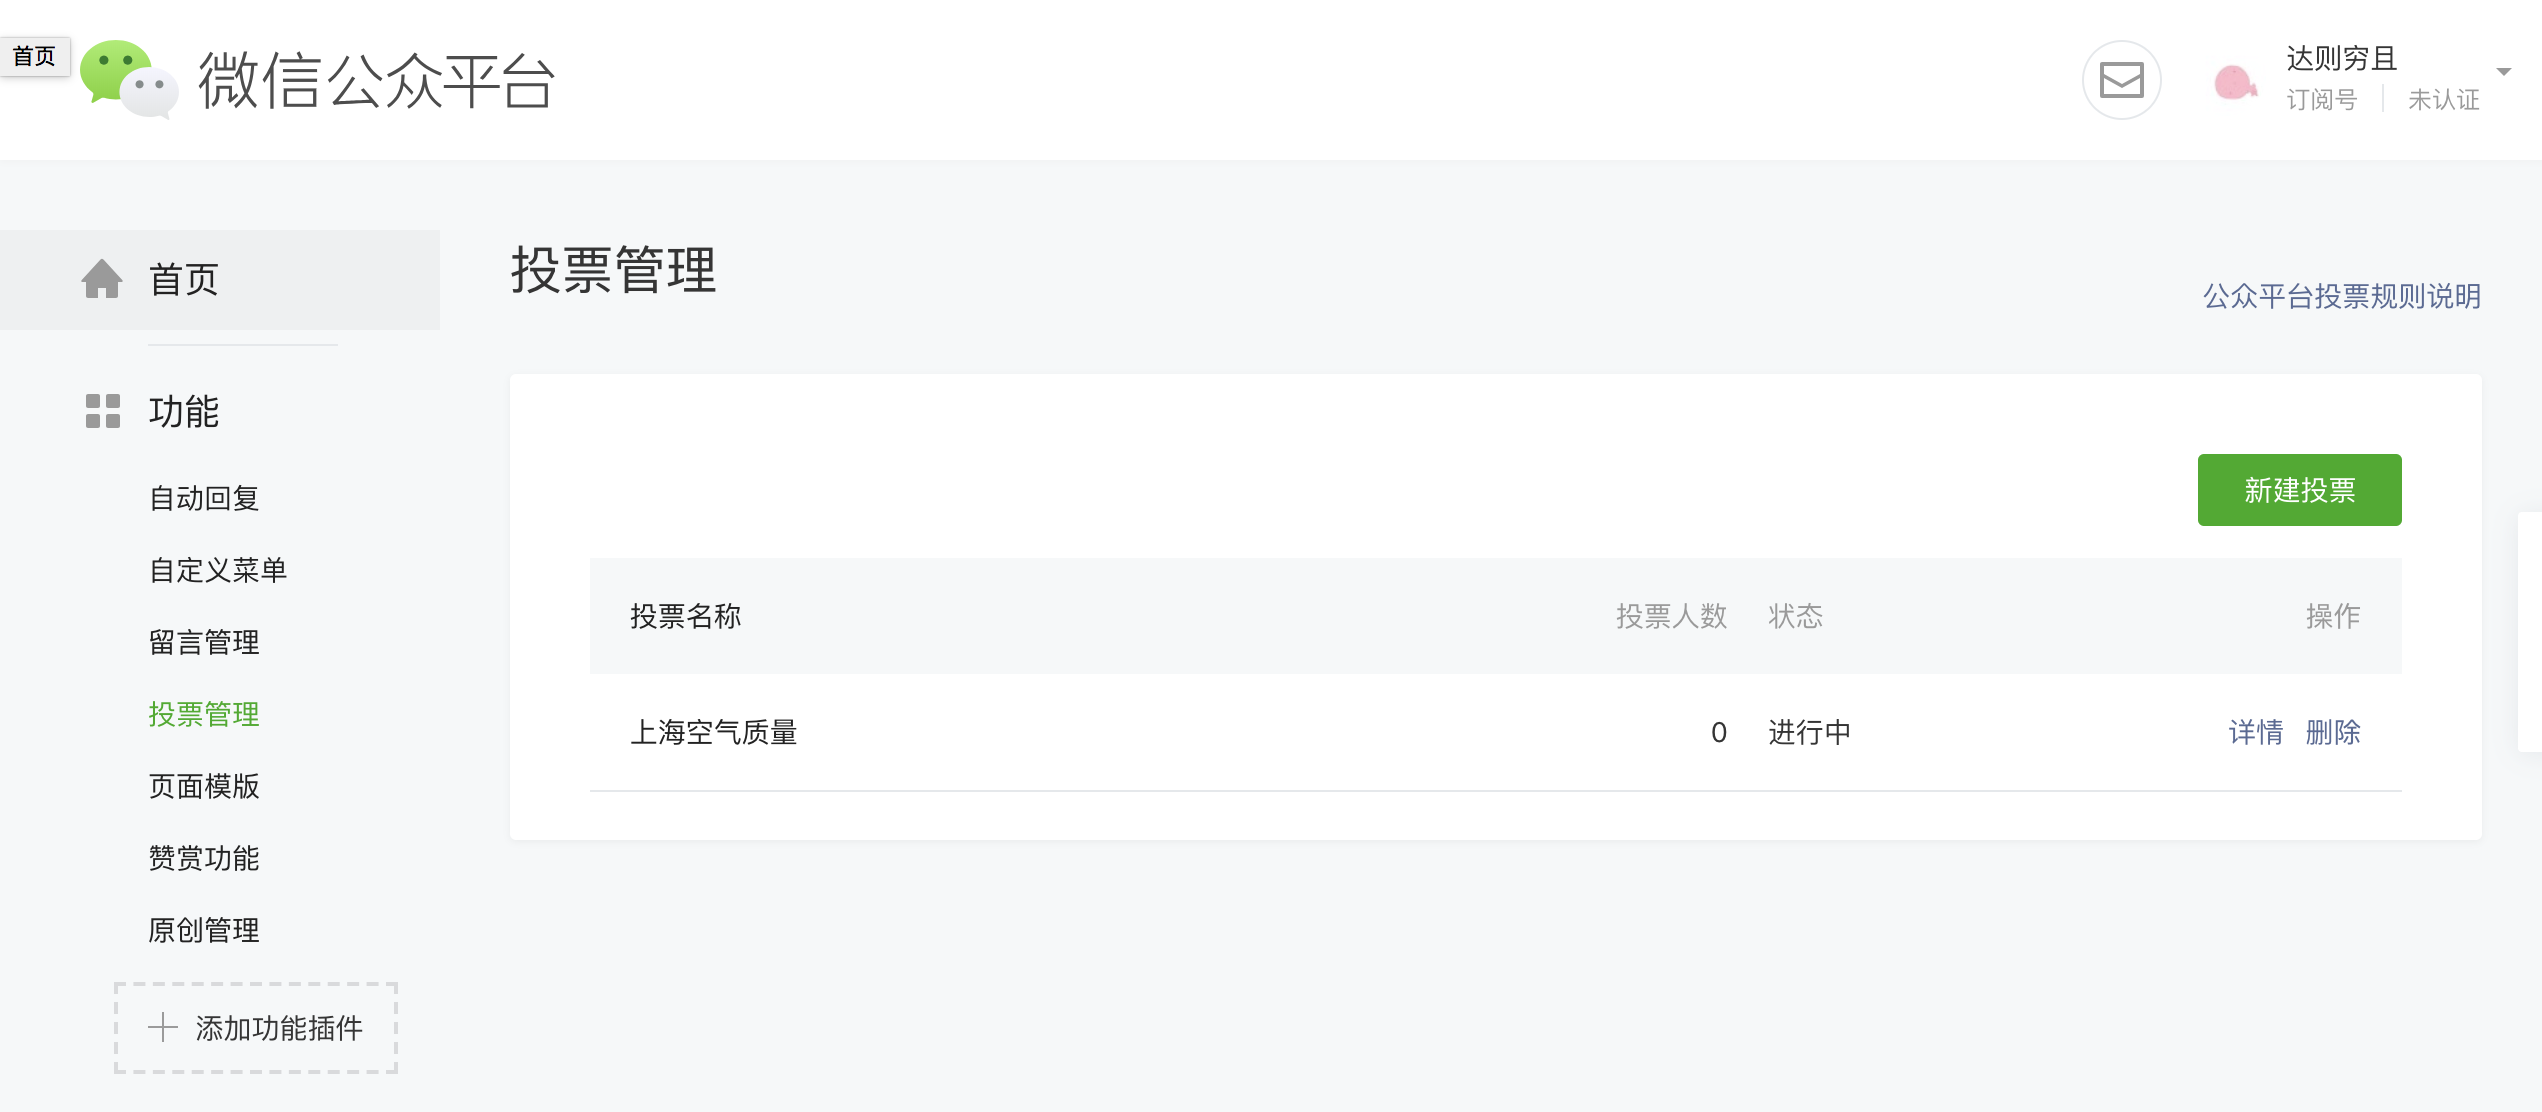 首页
微信公众平台
达则穷且
订阅号 未认证
首页
功能
自动回复
自定义菜单
留言管理
投票管理
页面模版
赞赏功能
原创管理
添加功能插件
投票管理
公众平台投票规则说明
新建投票
投票名称 投票人数 状态 操作
上海空气质量 0 进行中 详情 删除